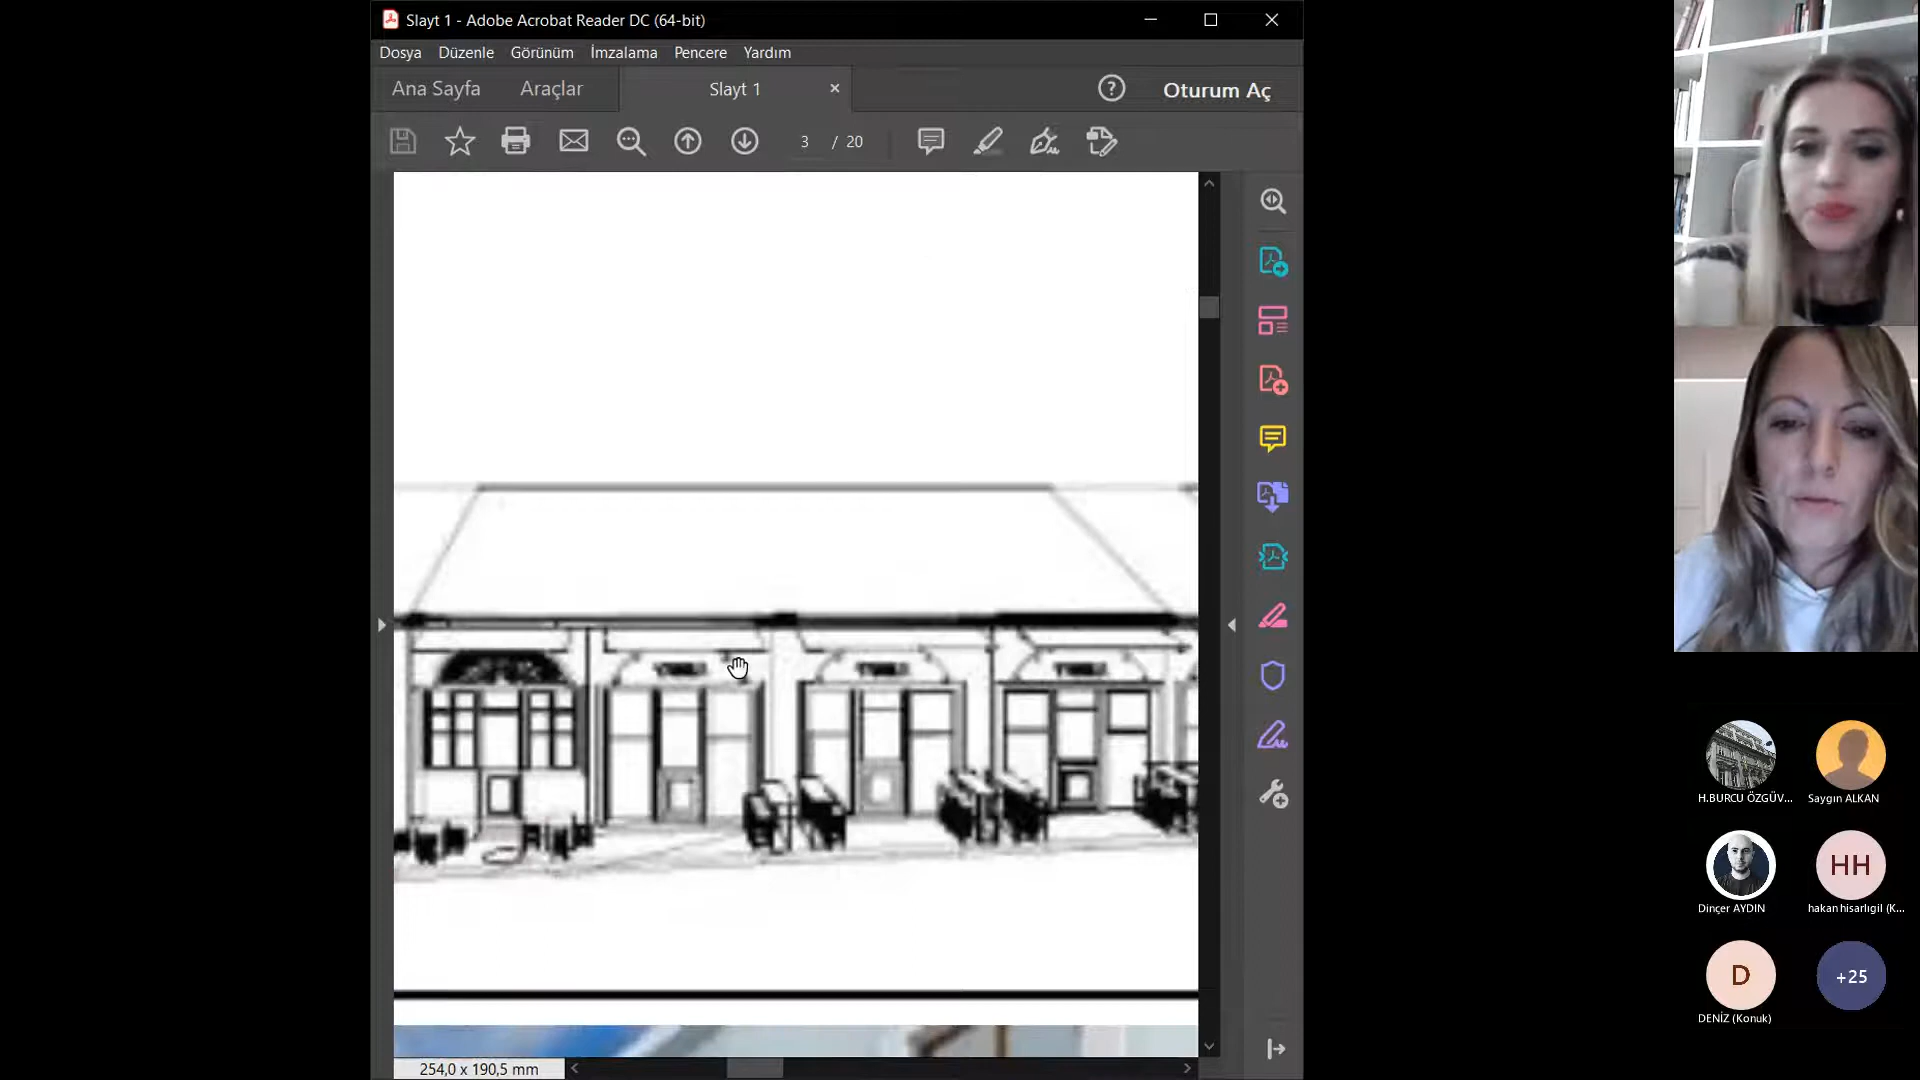 Slayt 1 - Adobe Acrobat Reader DC (64-bit)
Dosya Düzenle Görünüm İmzalama Pencere Yardım
Ana Sayfa Araçlar Slayt 1 Oturum Aç
3 / 20
254,0 x 190,5 mm
H.BURCU ÖZGÜV... Saygın ALKAN
HH
Dinçer AYDIN hakan hisarlıgil (K...
D +25
DENİZ (Konuk)